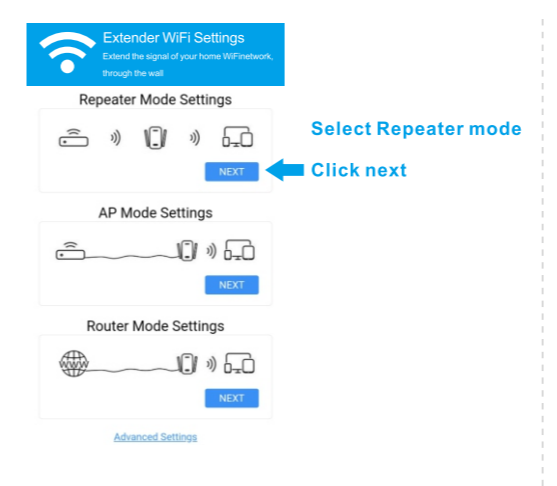 Extender WiFi Settings
Extend the signal of your home WiFinetwork,
through the wall
Repeater Mode Settings
NEXT
Select Repeater mode
Click next
AP Mode Settings
NEXT
Router Mode Settings
WWW
NEXT
Advanced Settings